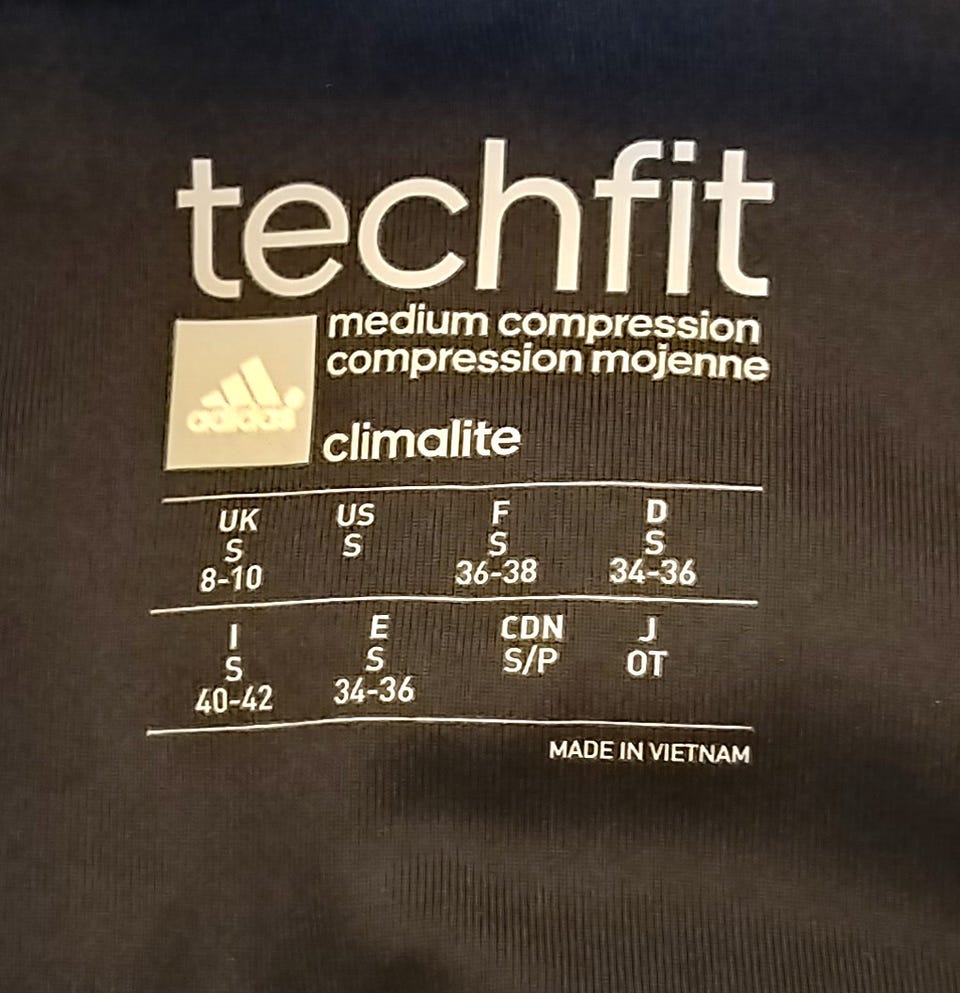 techfit
medium compression
compression mojenne
adidas
climalite
UK US F D
S S S S
8-10 36-38 34-36
I E CDN J
S S S/P OT
40-42 34-36
MADE IN VIETNAM